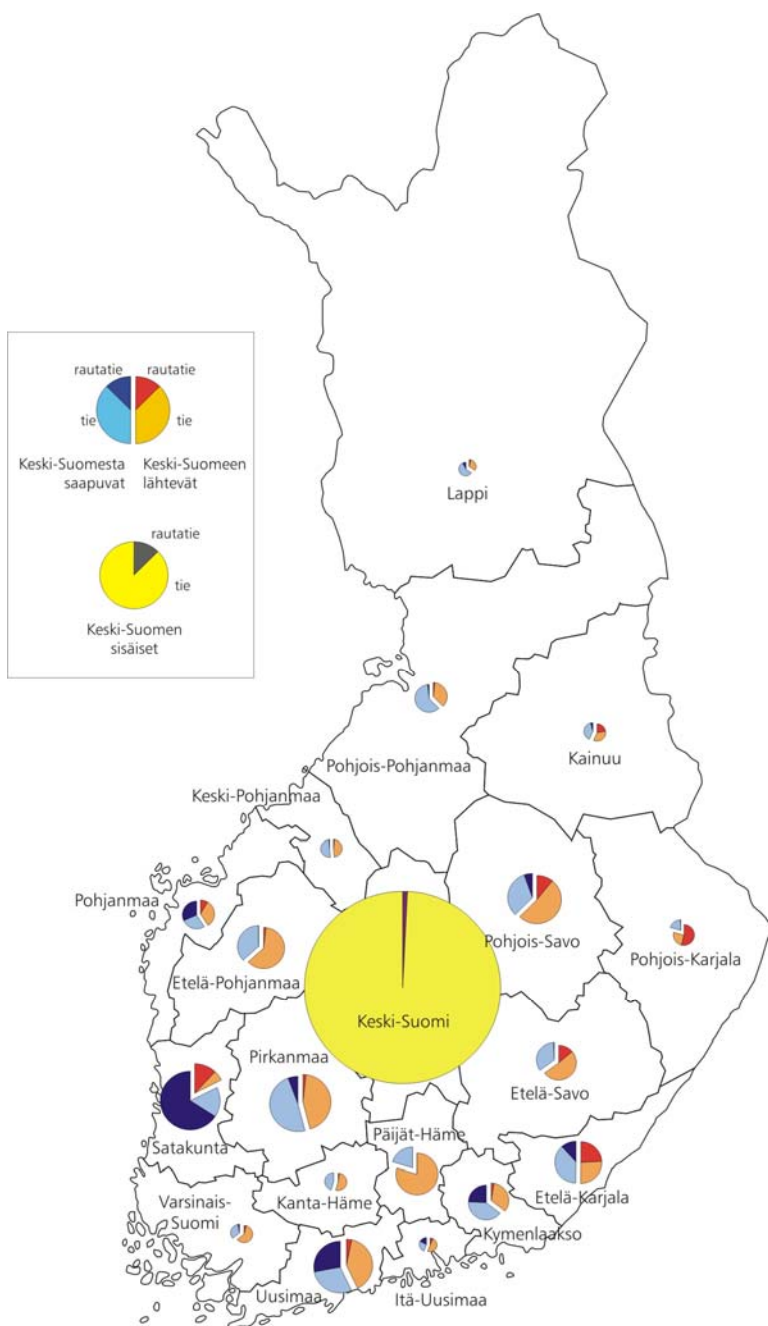 rautatie
rautatie
tie
tie
Keski-Suomesta
saapuvat
Keski-Suomeen
lähtevät
rautatie
tie
Keski-Suomen
sisäiset
Lappi
Pohjois-Pohjanmaa
Kainuu
Keski-Pohjanmaa
Pohjanmaa
Etelä-Pohjanmaa
Pohjois-Savo
Pohjois-Karjala
Keski-Suomi
Pirkanmaa
Etelä-Savo
Satakunta
Päijät-Häme
Etelä-Karjala
Varsinais-
Suomi
Kanta-Häme
Kymenlaakso
Uusimaa
Itä-Uusimaa